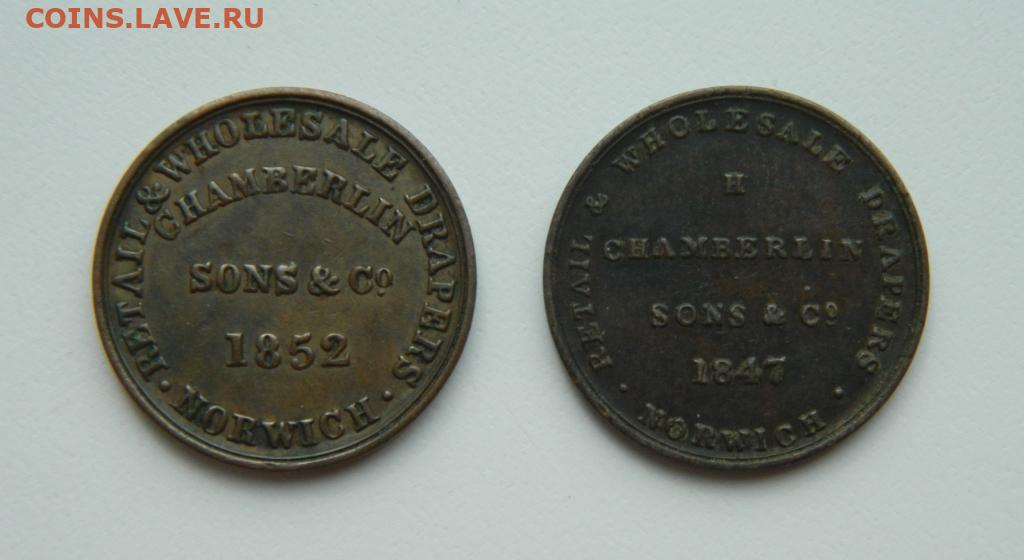 COINS.LAVE.RU
RETAIL & WHOLESALE DRAPERS
CHAMBERLIN
SONS & Co
1852
· NORWICH ·
RETAIL & WHOLESALE DRAPERS
H
CHAMBERLIN
SONS & Co
1847
· NORWICH ·